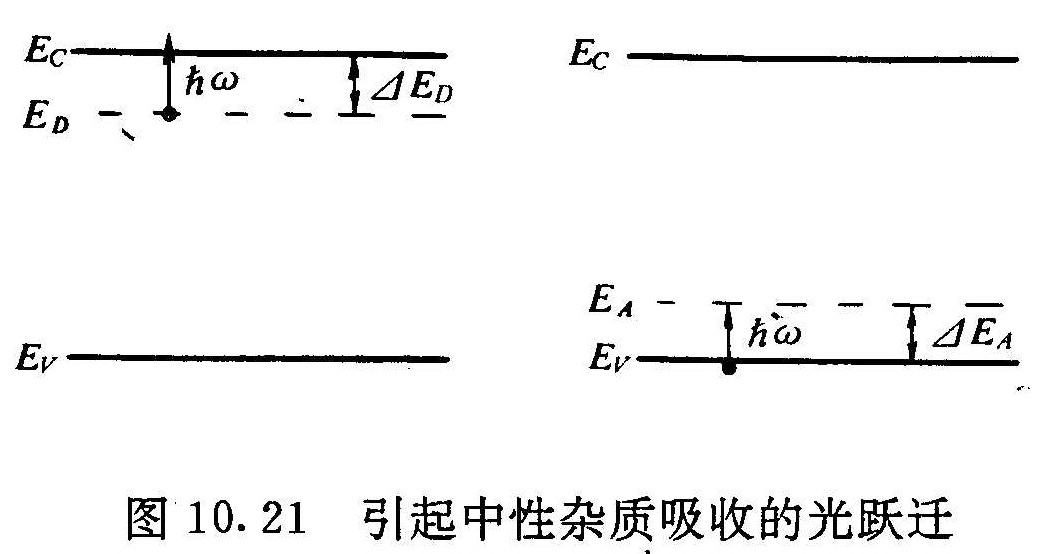 E_C ħω ΔE_D E_C
E_D
E_A
E_V E_V ħω ΔE_A
图 10.21 引起中性杂质吸收的光跃迁